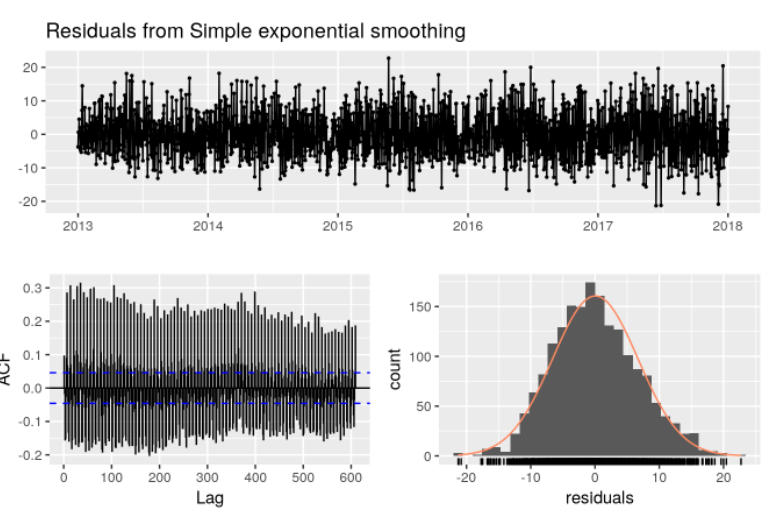 Residuals from Simple exponential smoothing
20
10
0
-10
-20
2013 2014 2015 2016 2017 2018
ACF
0.3
0.2
0.1
0.0
-0.1
-0.2
0 100 200 300 400 500 600
Lag
count
150
100
50
0
-20 -10 0 10 20
residuals